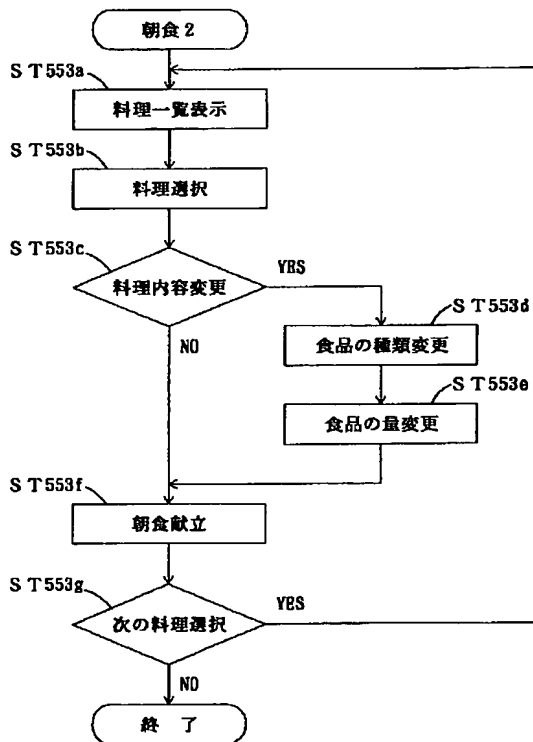 朝食2
ST553a
料理一覧表示
ST553b
料理選択
ST553c
料理内容変更
YES
NO
ST553d
食品の種類変更
ST553e
食品の量変更
ST553f
朝食献立
ST553g
次の料理選択
YES
NO
終了